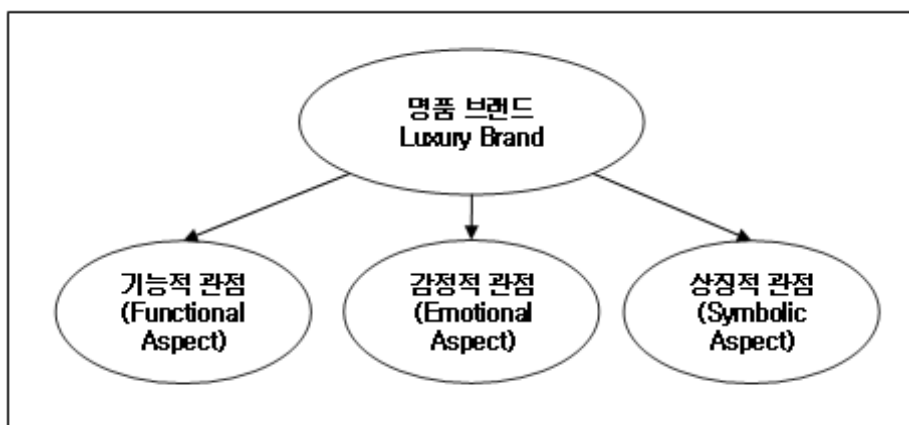 명품 브랜드
Luxury Brand
기능적 관점
(Functional
Aspect)
감정적 관점
(Emotional
Aspect)
상징적 관점
(Symbolic
Aspect)